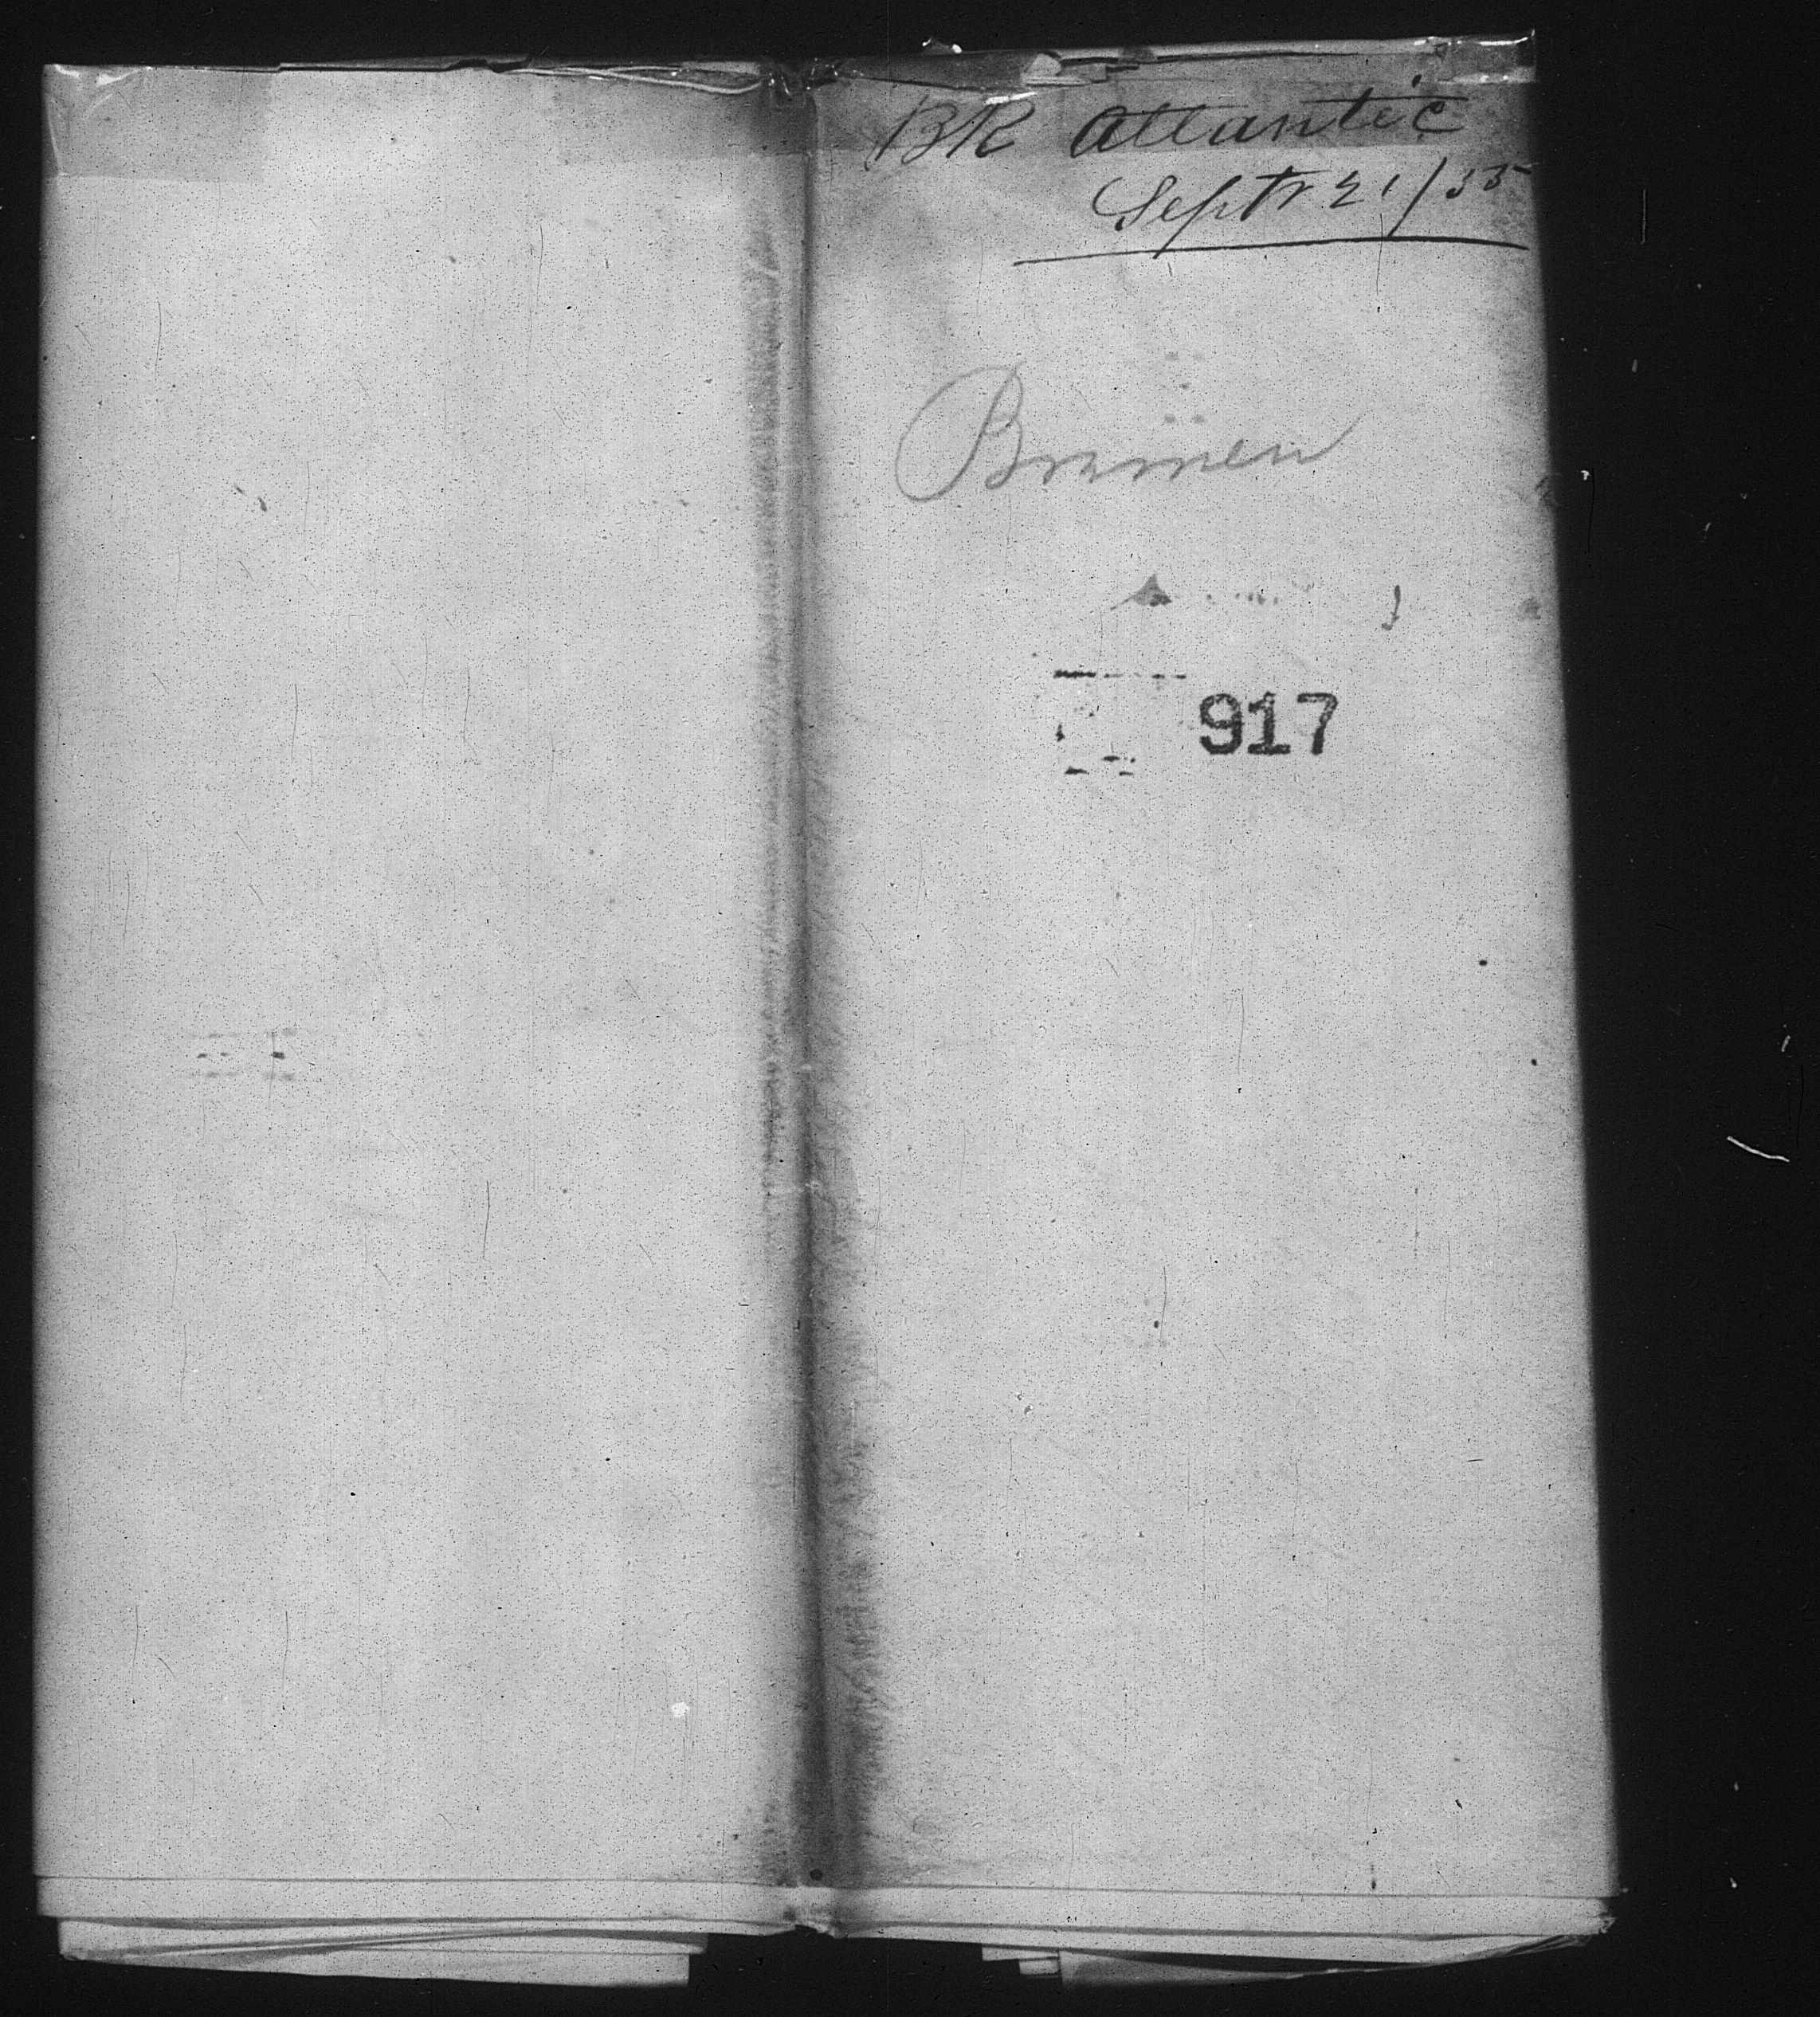 BK Atlantic
Septr 21/55
Bremen
917